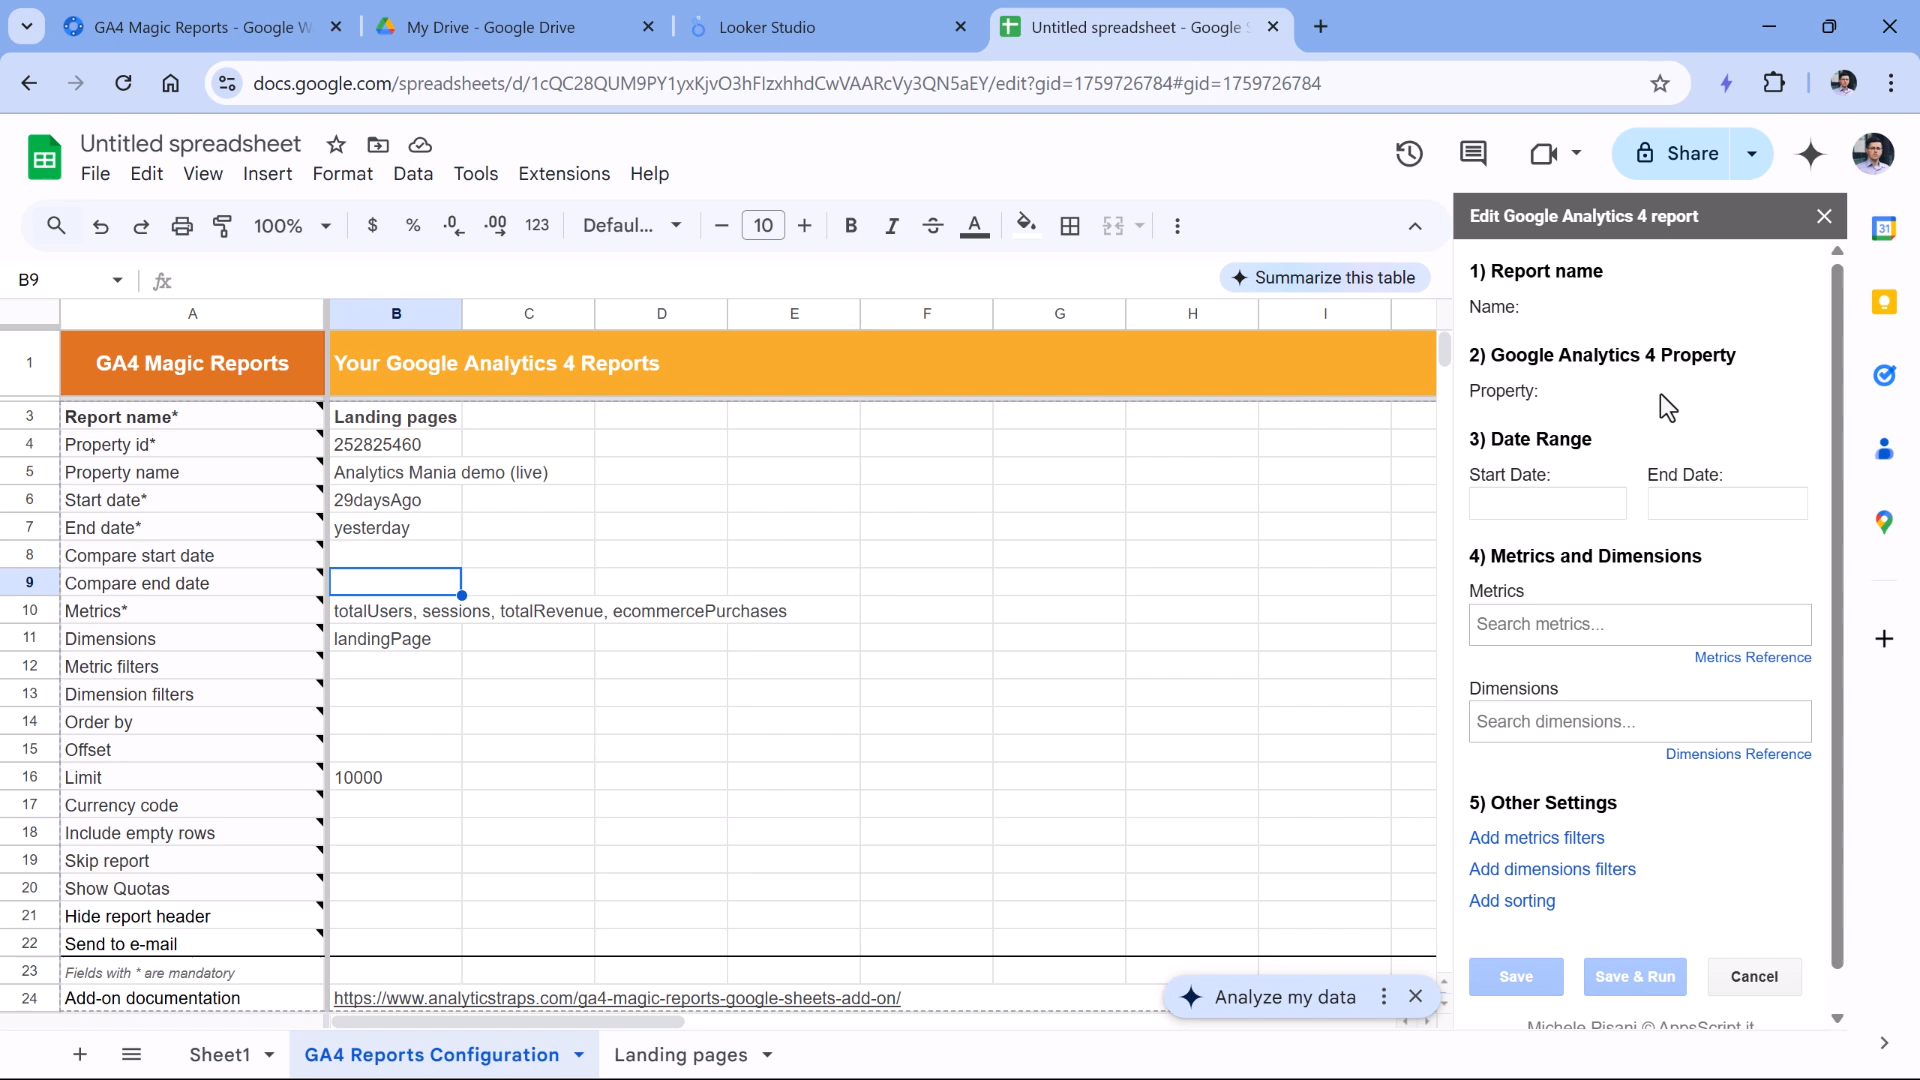 GA4 Magic Reports - Google W
My Drive - Google Drive
Looker Studio
Untitled spreadsheet - Google S
docs.google.com/spreadsheets/d/1cQC28QUM9PY1yxKjvO3hFIzxhhdCwVAARcVy3QN5aEY/edit?gid=1759726784#gid=1759726784
Untitled spreadsheet
File Edit View Insert Format Data Tools Extensions Help
Share
100% $ % .0 .00 123 Defaul... 10 B I S A
B9 fx
Summarize this table
A B C D E F G H I
1 GA4 Magic Reports Your Google Analytics 4 Reports
3 Report name* Landing pages
4 Property id* 252825460
5 Property name Analytics Mania demo (live)
6 Start date* 29daysAgo
7 End date* yesterday
8 Compare start date
9 Compare end date
10 Metrics* totalUsers, sessions, totalRevenue, ecommercePurchases
11 Dimensions landingPage
12 Metric filters
13 Dimension filters
14 Order by
15 Offset
16 Limit 10000
17 Currency code
18 Include empty rows
19 Skip report
20 Show Quotas
21 Hide report header
22 Send to e-mail
23 Fields with * are mandatory
24 Add-on documentation https://www.analyticstraps.com/ga4-magic-reports-google-sheets-add-on/
Analyze my data
Sheet1 GA4 Reports Configuration Landing pages
Edit Google Analytics 4 report
1) Report name
Name:
2) Google Analytics 4 Property
Property:
3) Date Range
Start Date: End Date:
4) Metrics and Dimensions
Metrics
Search metrics...
Metrics Reference
Dimensions
Search dimensions...
Dimensions Reference
5) Other Settings
Add metrics filters
Add dimensions filters
Add sorting
Save Save & Run Cancel
Michele Pisani © AppsScript.it
31